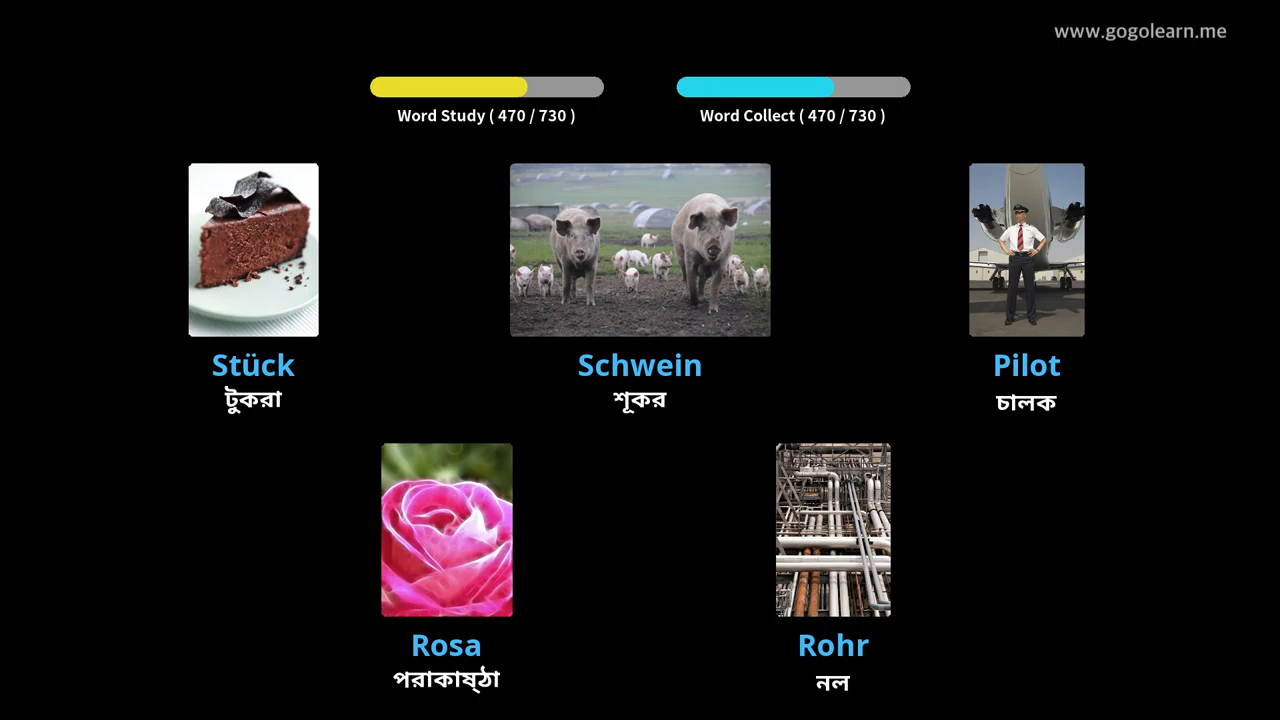 www.gogolearn.me
Word Study ( 470 / 730 )
Word Collect ( 470 / 730 )
Stück
টুকরা
Schwein
শূকর
Pilot
চালক
Rosa
পরাকাষ্ঠা
Rohr
নল